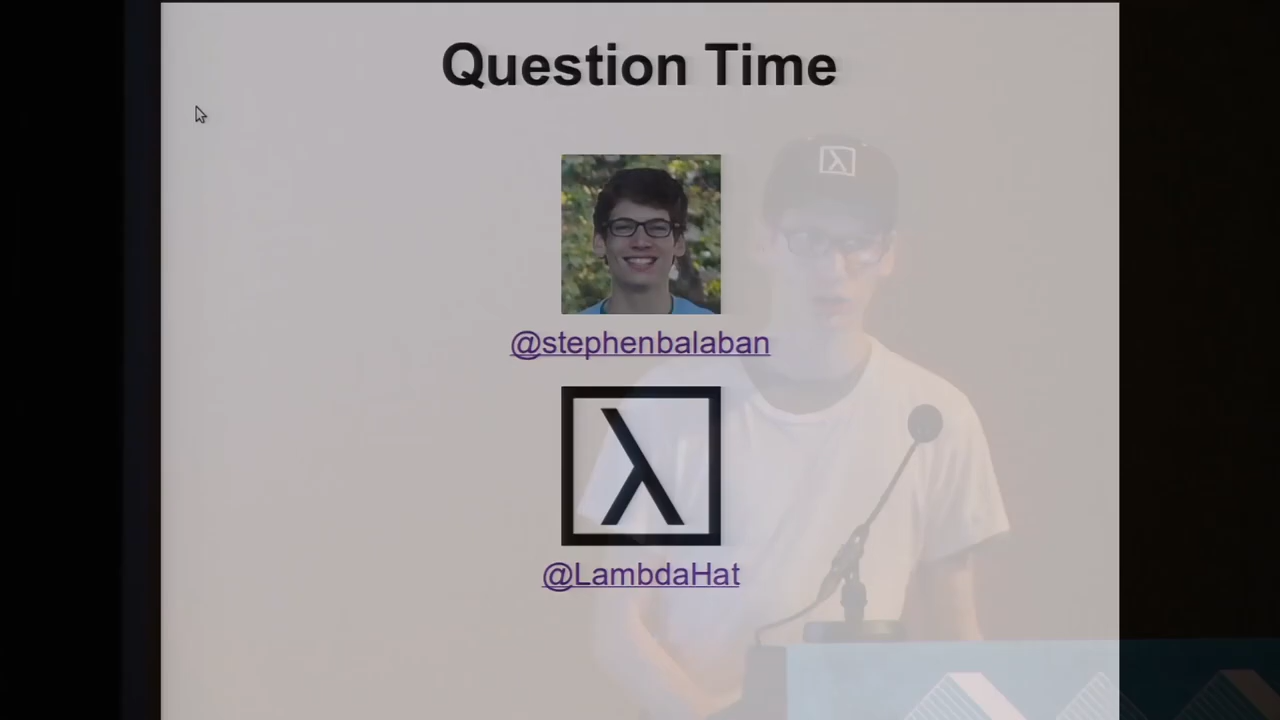 Question Time
λ
@stephenbalaban
λ
@LambdaHat